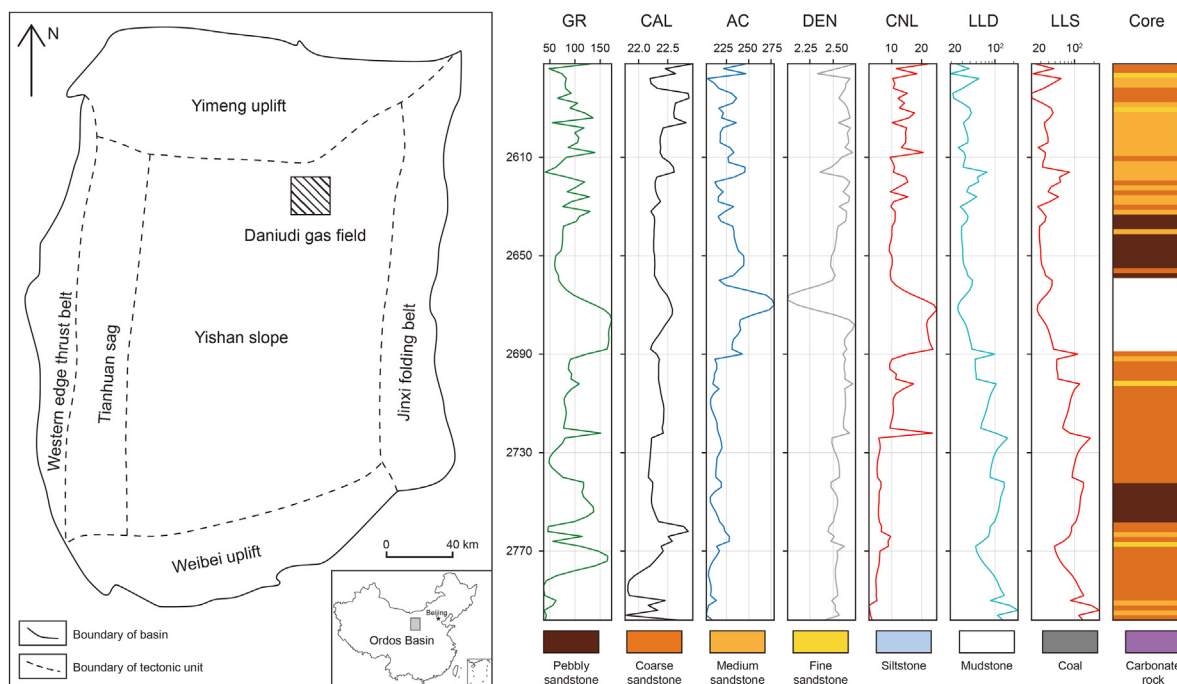 N
Yimeng uplift
Daniudi gas field
Yishan slope
Western edge thrust belt
Tianhuan sag
Jinxi folding belt
Weibei uplift
0 40 km
Beijing
Ordos Basin
Boundary of basin
Boundary of tectonic unit
GR CAL AC DEN CNL LLD LLS Core
50 100 150 22.0 22.5 225 250 275 2.25 2.50 10 20 20 10² 20 10²
2610
2650
2690
2730
2770
Pebbly sandstone
Coarse sandstone
Medium sandstone
Fine sandstone
Siltstone
Mudstone
Coal
Carbonate rock